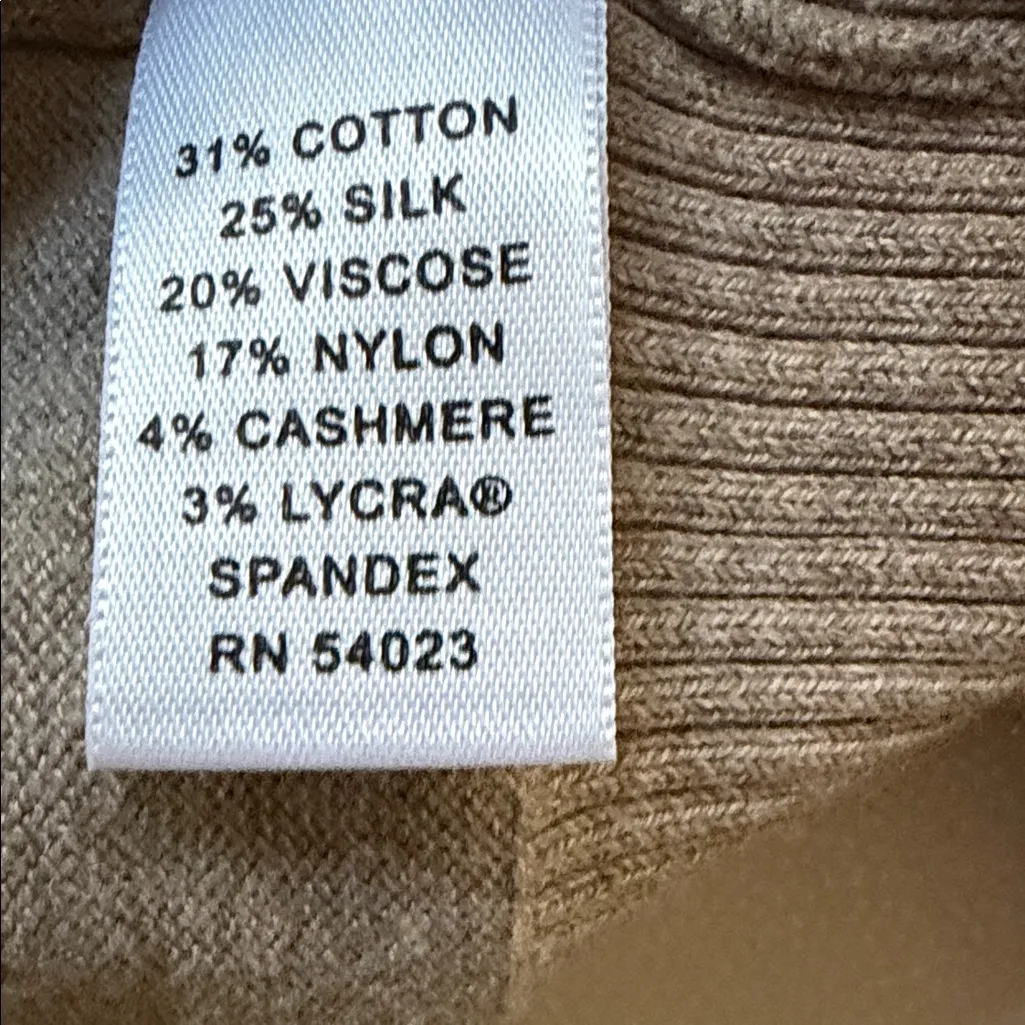 31% COTTON
25% SILK
20% VISCOSE
17% NYLON
4% CASHMERE
3% LYCRA®
SPANDEX
RN 54023